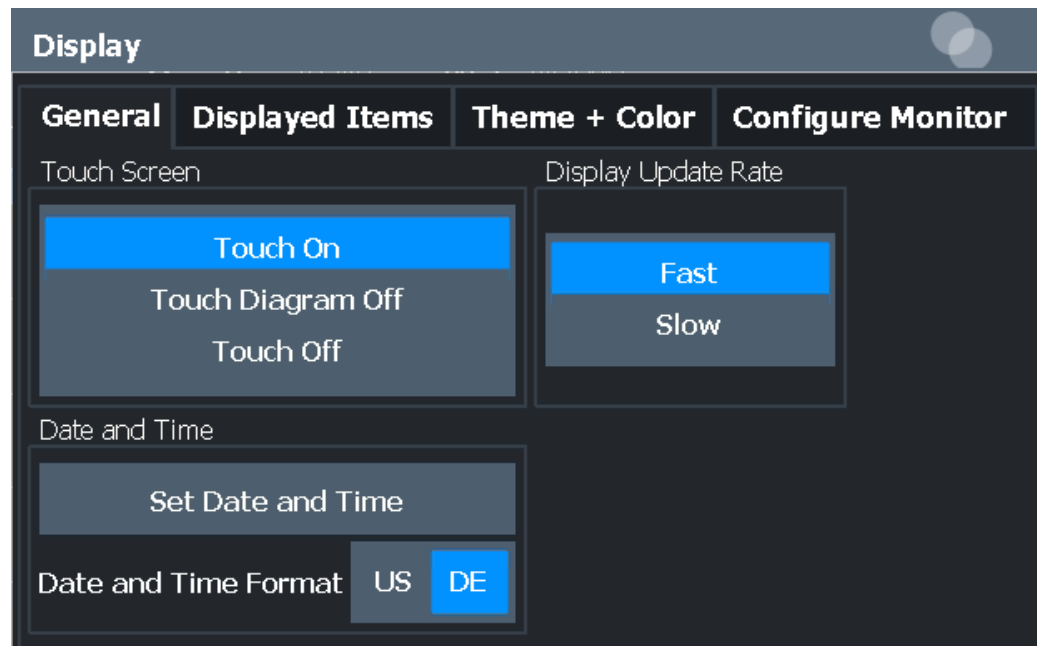 Display
General Displayed Items Theme + Color Configure Monitor
Touch Screen Display Update Rate
Touch On
Touch Diagram Off
Touch Off
Fast
Slow
Date and Time
Set Date and Time
Date and Time Format US DE